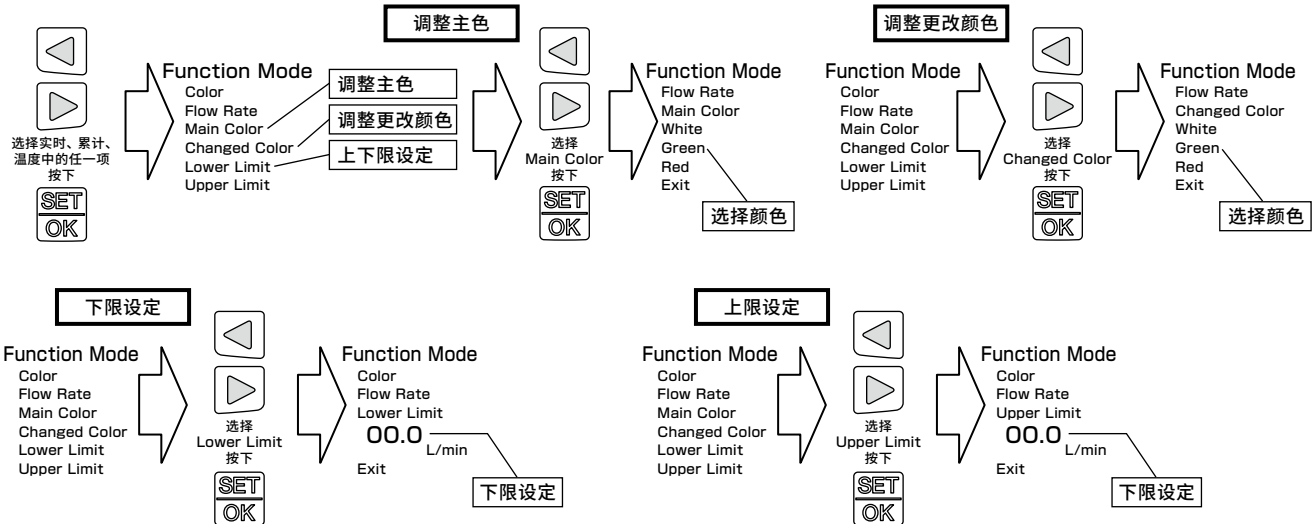 调整主色
选择实时、累计、
温度中的任一项
按下
SET
OK
Function Mode
Color
Flow Rate
Main Color
Changed Color
Lower Limit
Upper Limit
调整主色
调整更改颜色
上下限设定
选择
Main Color
按下
SET
OK
Function Mode
Flow Rate
Main Color
White
Green
Red
Exit
选择颜色
调整更改颜色
Function Mode
Color
Flow Rate
Main Color
Changed Color
Lower Limit
Upper Limit
选择
Changed Color
按下
SET
OK
Function Mode
Flow Rate
Changed Color
White
Green
Red
Exit
选择颜色
下限设定
Function Mode
Color
Flow Rate
Main Color
Changed Color
Lower Limit
Upper Limit
选择
Lower Limit
按下
SET
OK
Function Mode
Color
Flow Rate
Lower Limit
00.0
L/min
Exit
下限设定
上限设定
Function Mode
Color
Flow Rate
Main Color
Changed Color
Lower Limit
Upper Limit
选择
Upper Limit
按下
SET
OK
Function Mode
Color
Flow Rate
Upper Limit
00.0
L/min
Exit
下限设定